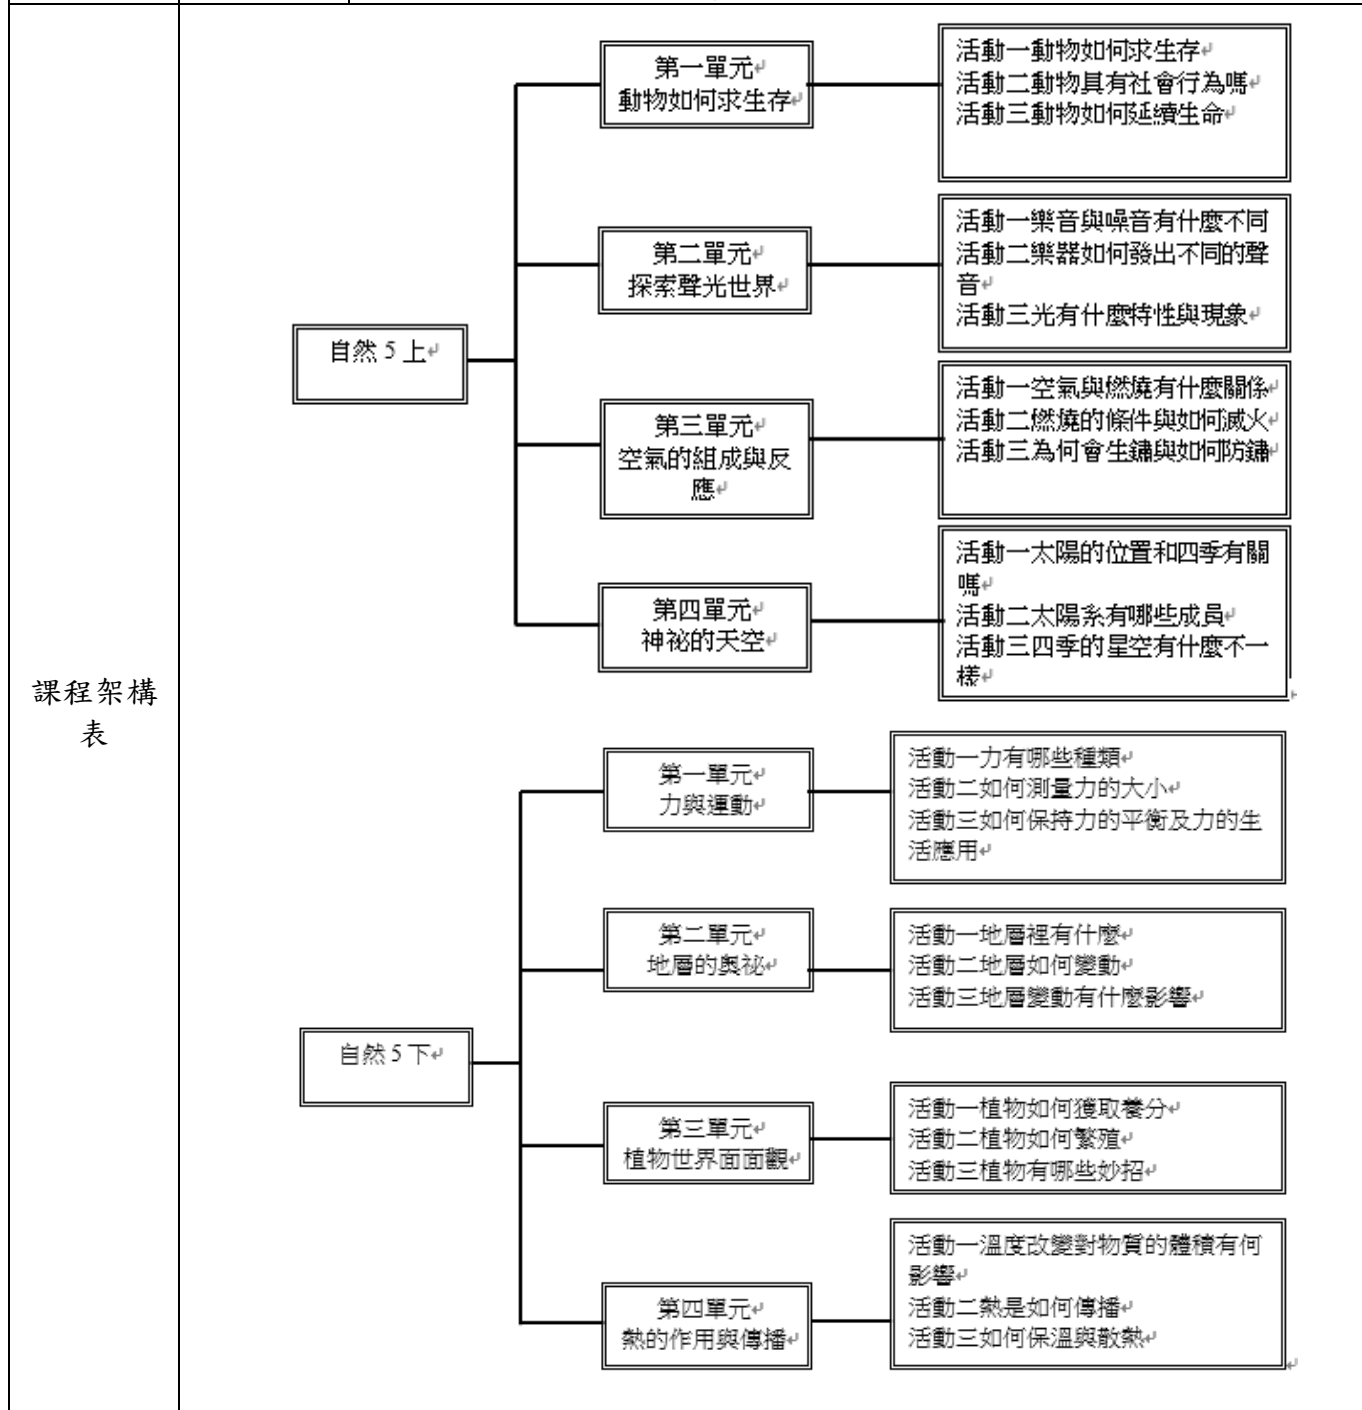 課程架構
表
自然 5 上
第一單元
動物如何求生存
活動一動物如何求生存
活動二動物具有社會行為嗎
活動三動物如何延續生命
第二單元
探索聲光世界
活動一樂音與噪音有什麼不同
活動二樂器如何發出不同的聲
音
活動三光有什麼特性與現象
第三單元
空氣的組成與反
應
活動一空氣與燃燒有什麼關係
活動二燃燒的條件與如何滅火
活動三為何會生鏽與如何防鏽
第四單元
神祕的天空
活動一太陽的位置和四季有關
嗎
活動二太陽系有哪些成員
活動三四季的星空有什麼不一
樣
自然 5 下
第一單元
力與運動
活動一力有哪些種類
活動二如何測量力的大小
活動三如何保持力的平衡及力的生
活應用
第二單元
地層的奧祕
活動一地層裡有什麼
活動二地層如何變動
活動三地層變動有什麼影響
第三單元
植物世界面面觀
活動一植物如何獲取養分
活動二植物如何繁殖
活動三植物有哪些妙招
第四單元
熱的作用與傳播
活動一溫度改變對物質的體積有何
影響
活動二熱是如何傳播
活動三如何保溫與散熱